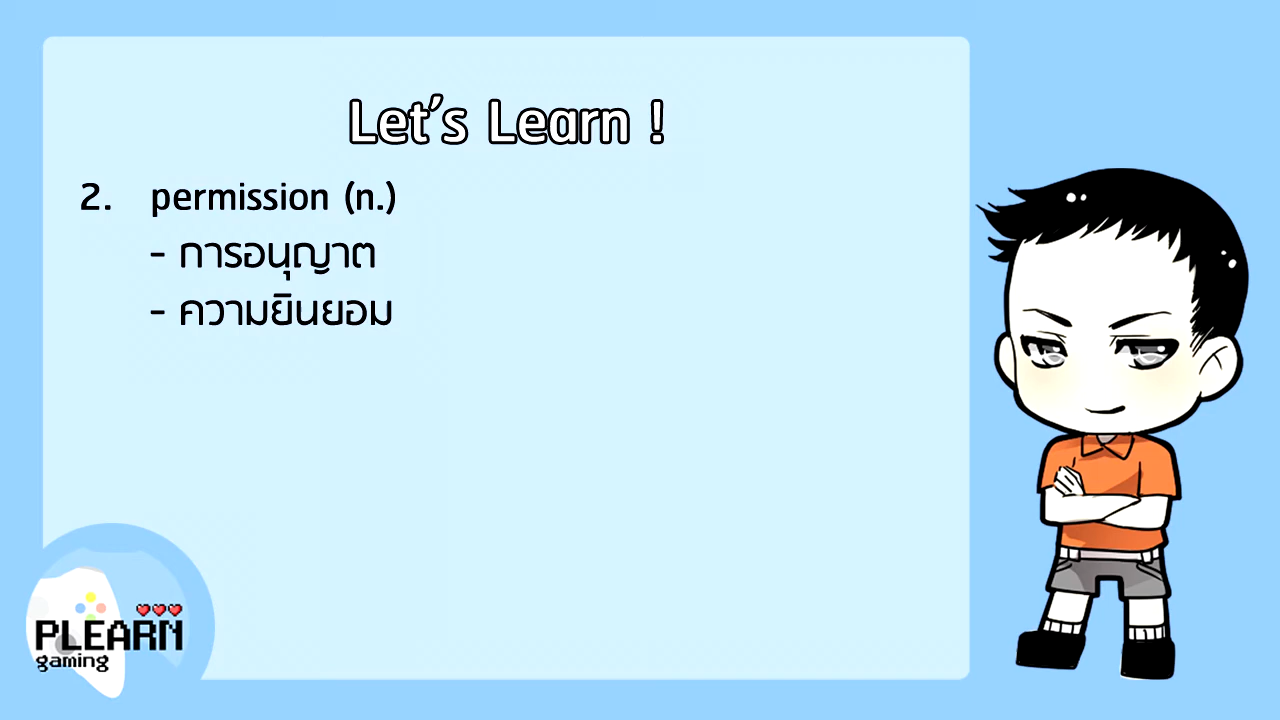 Let's Learn !
2. permission (n.)
- การอนุญาต
- ความยินยอม
PLEARN
gaming